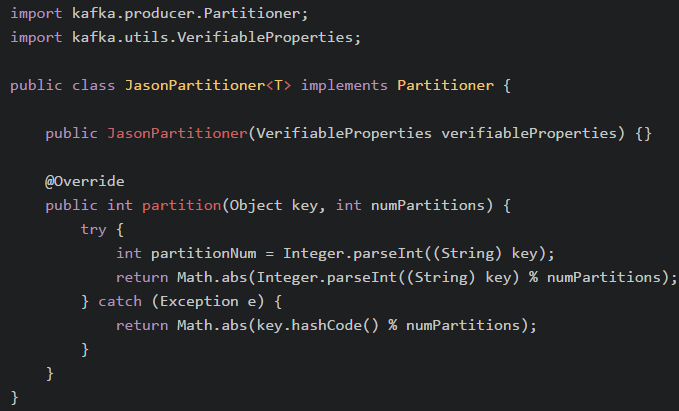 import kafka.producer.Partitioner;
import kafka.utils.VerifiableProperties;

public class JasonPartitioner<T> implements Partitioner {

    public JasonPartitioner(VerifiableProperties verifiableProperties) {}

    @Override
    public int partition(Object key, int numPartitions) {
        try {
            int partitionNum = Integer.parseInt((String) key);
            return Math.abs(Integer.parseInt((String) key) % numPartitions);
        } catch (Exception e) {
            return Math.abs(key.hashCode() % numPartitions);
        }
    }
}